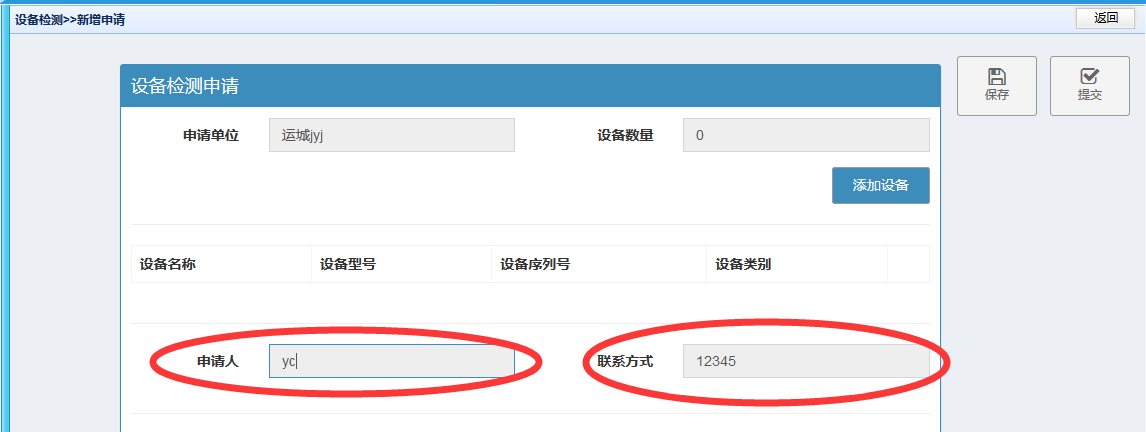 设备检测>>新增申请
返回
设备检测申请
保存
提交
申请单位 运城jyj 设备数量 0
添加设备
设备名称 设备型号 设备序列号 设备类别
申请人 yc 联系方式 12345